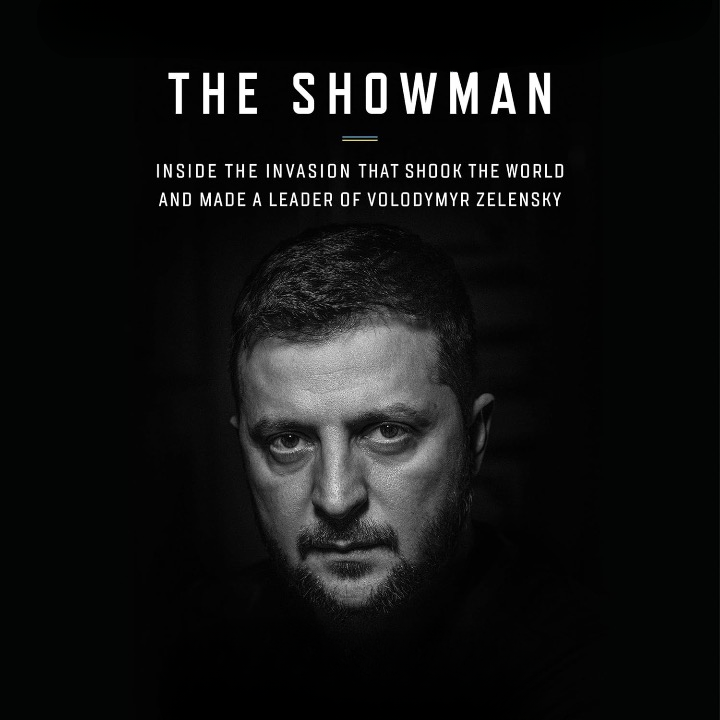 THE SHOWMAN
INSIDE THE INVASION THAT SHOOK THE WORLD
AND MADE A LEADER OF VOLODYMYR ZELENSKY